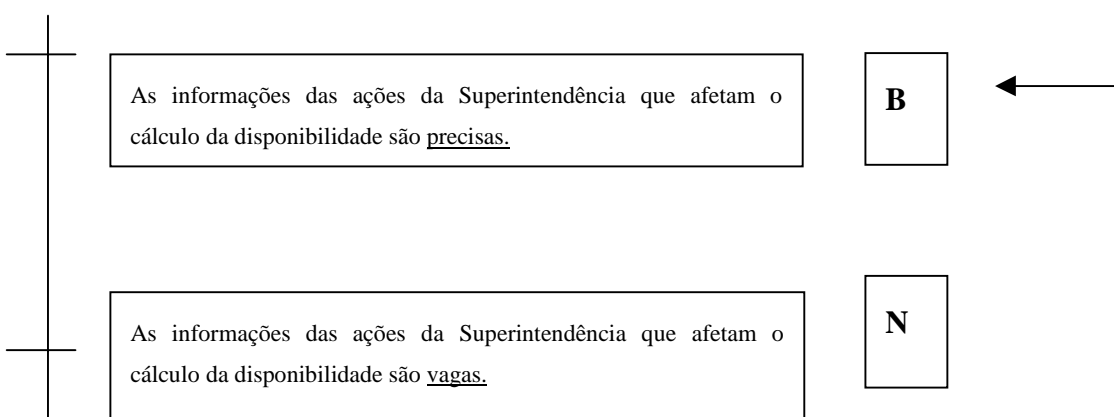 As informações das ações da Superintendência que afetam o
cálculo da disponibilidade são precisas.
B
As informações das ações da Superintendência que afetam o
cálculo da disponibilidade são vagas.
N